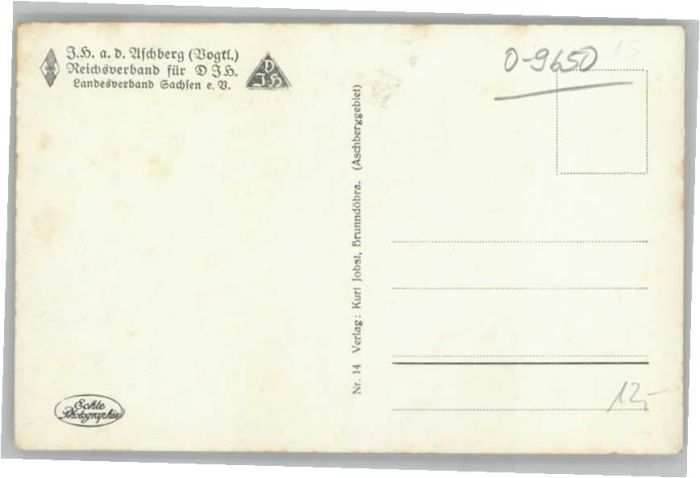 J.H. a. d. Aschberg (Vogtl.)
Reichsverband für D J H.
Landesverband Sachsen e. V.
D
J H
0-9650
15
Nr. 14 Verlag: Kurt Jobst, Brunndöbra. (Aschberggebiet)
Echte
Photographie
12,-